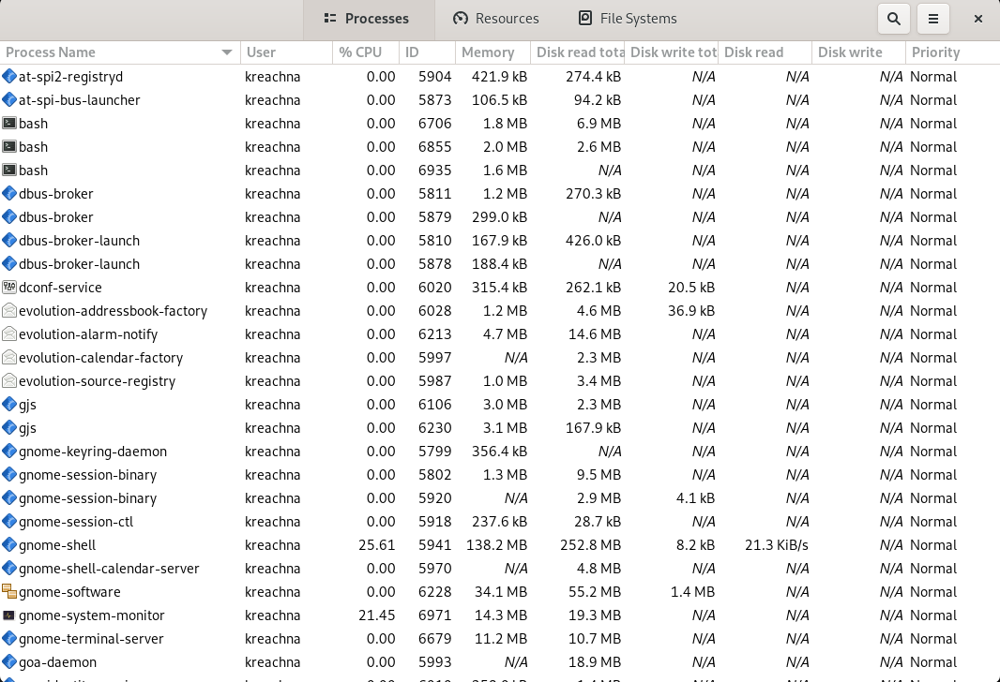 Processes Resources File Systems
Process Name User % CPU ID Memory Disk read tota Disk write tot Disk read Disk write Priority
at-spi2-registryd kreachna 0.00 5904 421.9 kB 274.4 kB N/A N/A N/A Normal
at-spi-bus-launcher kreachna 0.00 5873 106.5 kB 94.2 kB N/A N/A N/A Normal
bash kreachna 0.00 6706 1.8 MB 6.9 MB N/A N/A N/A Normal
bash kreachna 0.00 6855 2.0 MB 2.6 MB N/A N/A N/A Normal
bash kreachna 0.00 6935 1.6 MB N/A N/A N/A N/A Normal
dbus-broker kreachna 0.00 5811 1.2 MB 270.3 kB N/A N/A N/A Normal
dbus-broker kreachna 0.00 5879 299.0 kB N/A N/A N/A N/A Normal
dbus-broker-launch kreachna 0.00 5810 167.9 kB 426.0 kB N/A N/A N/A Normal
dbus-broker-launch kreachna 0.00 5878 188.4 kB N/A N/A N/A N/A Normal
dconf-service kreachna 0.00 6020 315.4 kB 262.1 kB 20.5 kB N/A N/A Normal
evolution-addressbook-factory kreachna 0.00 6028 1.2 MB 4.6 MB 36.9 kB N/A N/A Normal
evolution-alarm-notify kreachna 0.00 6213 4.7 MB 14.6 MB N/A N/A N/A Normal
evolution-calendar-factory kreachna 0.00 5997 N/A 2.3 MB N/A N/A N/A Normal
evolution-source-registry kreachna 0.00 5987 1.0 MB 3.4 MB N/A N/A N/A Normal
gjs kreachna 0.00 6106 3.0 MB 2.3 MB N/A N/A N/A Normal
gjs kreachna 0.00 6230 3.1 MB 167.9 kB N/A N/A N/A Normal
gnome-keyring-daemon kreachna 0.00 5799 356.4 kB N/A N/A N/A N/A Normal
gnome-session-binary kreachna 0.00 5802 1.3 MB 9.5 MB N/A N/A N/A Normal
gnome-session-binary kreachna 0.00 5920 N/A 2.9 MB 4.1 kB N/A N/A Normal
gnome-session-ctl kreachna 0.00 5918 237.6 kB 28.7 kB N/A N/A N/A Normal
gnome-shell kreachna 25.61 5941 138.2 MB 252.8 MB 8.2 kB 21.3 KiB/s N/A Normal
gnome-shell-calendar-server kreachna 0.00 5970 N/A 4.8 MB N/A N/A N/A Normal
gnome-software kreachna 0.00 6228 34.1 MB 55.2 MB 1.4 MB N/A N/A Normal
gnome-system-monitor kreachna 21.45 6971 14.3 MB 19.3 MB N/A N/A N/A Normal
gnome-terminal-server kreachna 0.00 6679 11.2 MB 10.7 MB N/A N/A N/A Normal
goa-daemon kreachna 0.00 5993 N/A 18.9 MB N/A N/A N/A Normal